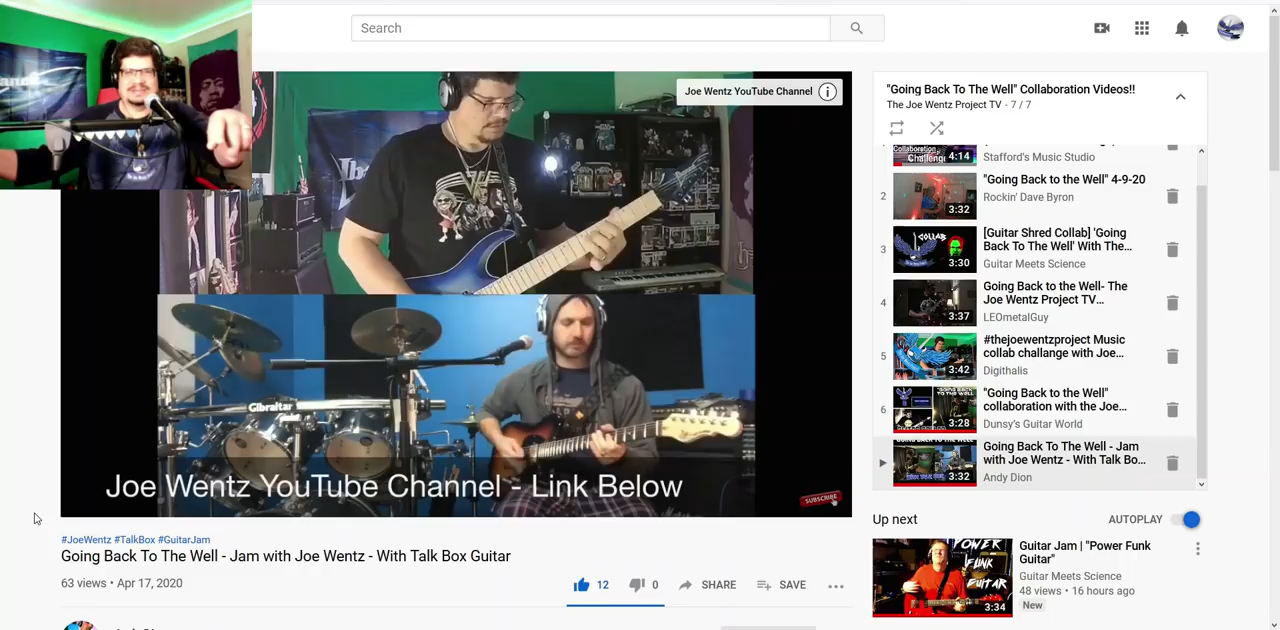 Search
Joe Wentz YouTube Channel
Joe Wentz YouTube Channel - Link Below
Gibraltar
SUBSCRIBE
#JoeWentz #TalkBox #GuitarJam
Going Back To The Well - Jam with Joe Wentz - With Talk Box Guitar
63 views • Apr 17, 2020
12
0
SHARE
SAVE
"Going Back To The Well" Collaboration Videos!!
The Joe Wentz Project TV - 7 / 7
4:14
Stafford's Music Studio
2
3:32
"Going Back to the Well" 4-9-20
Rockin' Dave Byron
3
3:30
[Guitar Shred Collab] 'Going
Back To The Well' With The...
Guitar Meets Science
4
3:37
Going Back to the Well- The
Joe Wentz Project TV...
LEOmetalGuy
5
3:42
#thejoewentzproject Music
collab challange with Joe...
Digithalis
6
3:28
"Going Back to the Well"
collaboration with the Joe...
Dunsy's Guitar World
3:32
Going Back To The Well - Jam
with Joe Wentz - With Talk Bo...
Andy Dion
Up next
AUTOPLAY
POWER
FUNK
GUITAR
3:34
Guitar Jam | "Power Funk
Guitar"
Guitar Meets Science
48 views • 16 hours ago
New